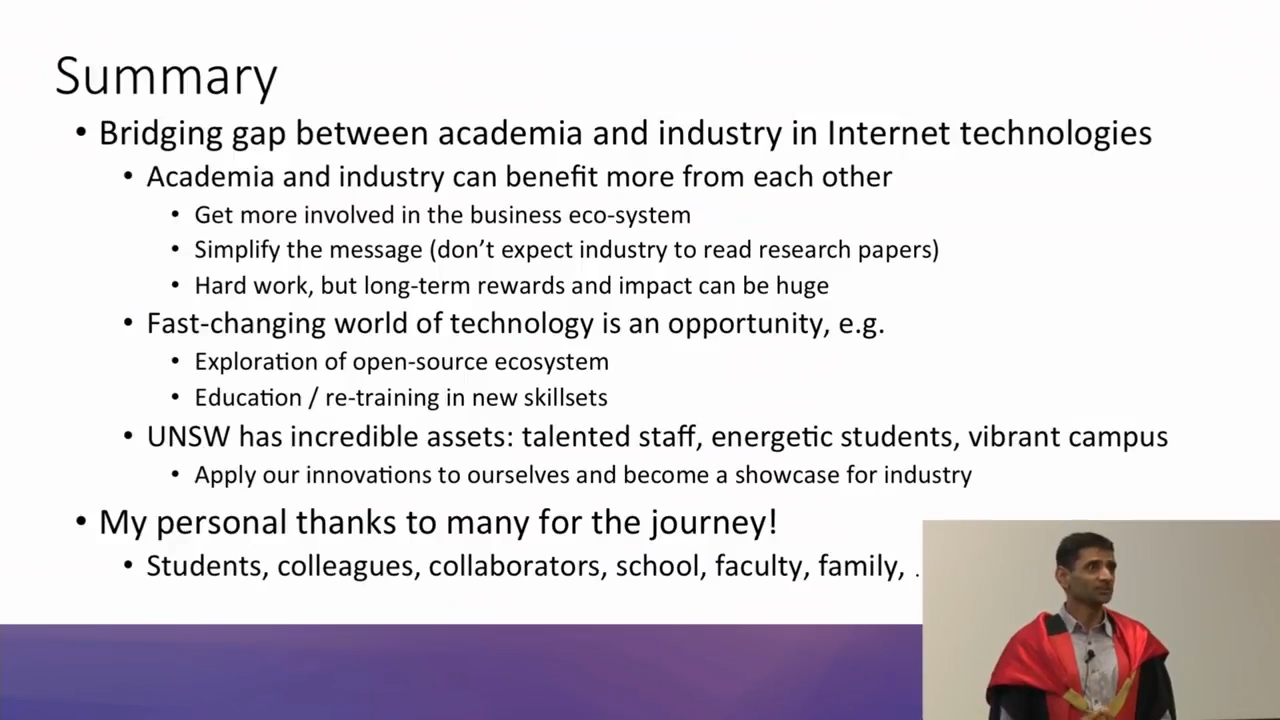 Summary
• Bridging gap between academia and industry in Internet technologies
• Academia and industry can benefit more from each other
• Get more involved in the business eco-system
• Simplify the message (don't expect industry to read research papers)
• Hard work, but long-term rewards and impact can be huge
• Fast-changing world of technology is an opportunity, e.g.
• Exploration of open-source ecosystem
• Education / re-training in new skillsets
• UNSW has incredible assets: talented staff, energetic students, vibrant campus
• Apply our innovations to ourselves and become a showcase for industry
• My personal thanks to many for the journey!
• Students, colleagues, collaborators, school, faculty, family, .